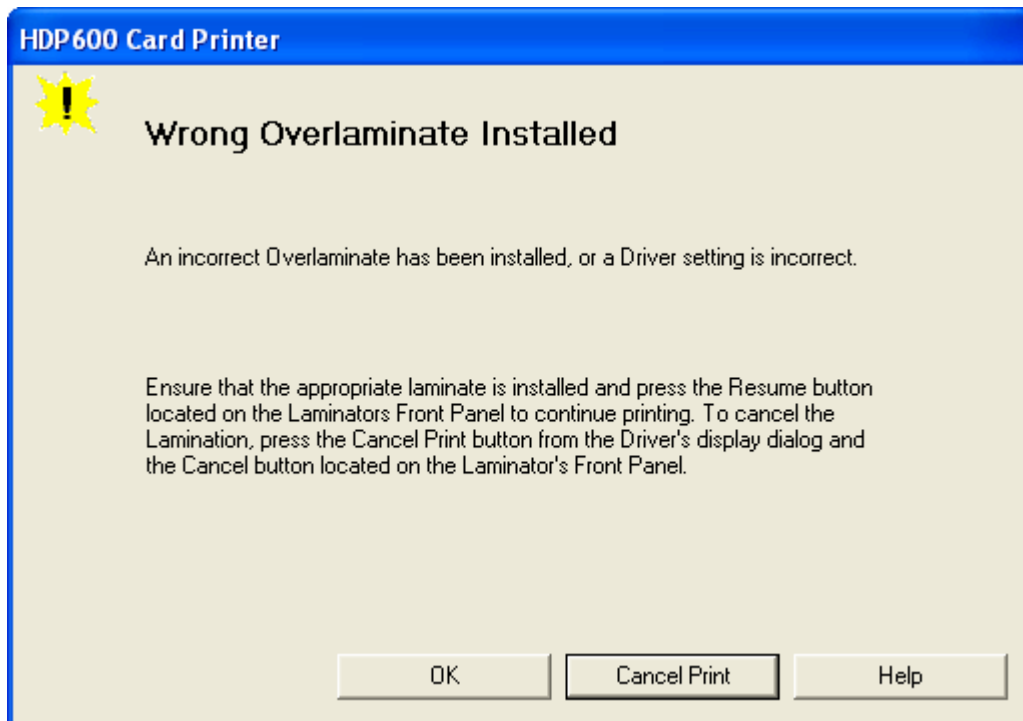 HDP600 Card Printer
Wrong Overlaminate Installed
An incorrect Overlaminate has been installed, or a Driver setting is incorrect.
Ensure that the appropriate laminate is installed and press the Resume button
located on the Laminators Front Panel to continue printing. To cancel the
Lamination, press the Cancel Print button from the Driver's display dialog and
the Cancel button located on the Laminator's Front Panel.
OK Cancel Print Help